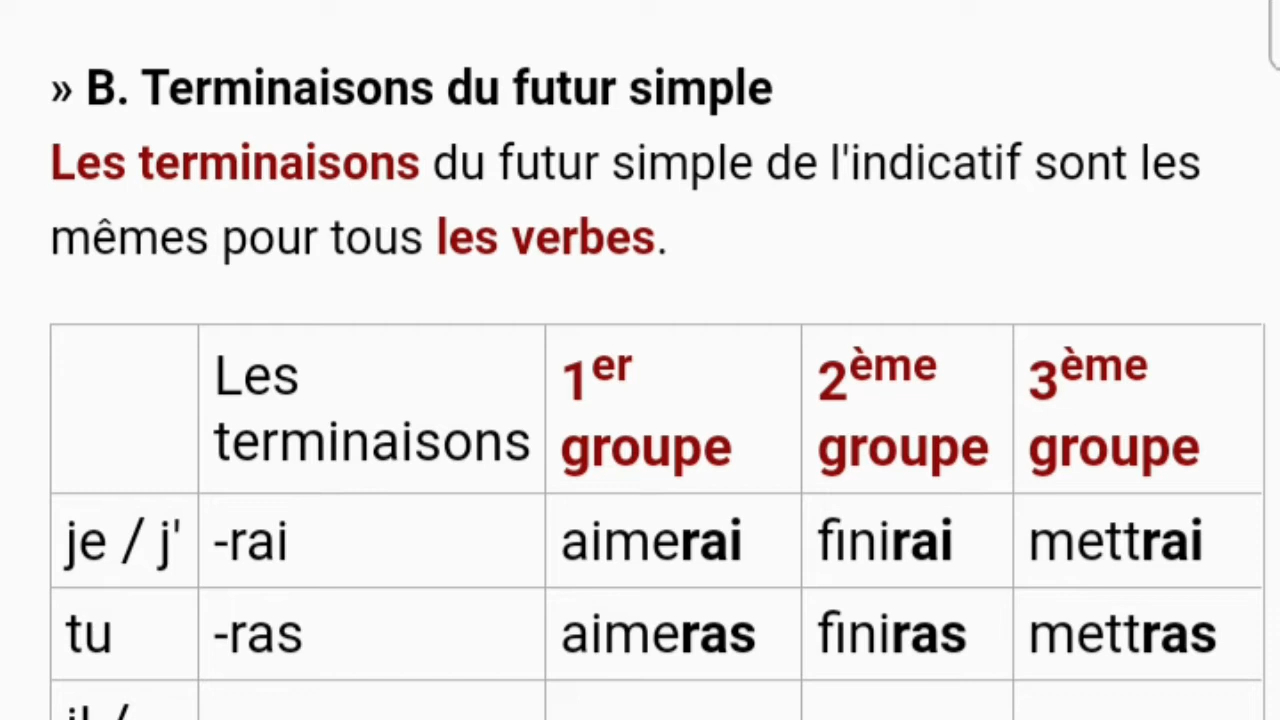 » B. Terminaisons du futur simple
Les terminaisons du futur simple de l'indicatif sont les
mêmes pour tous les verbes.
Les terminaisons 1er groupe 2ème groupe 3ème groupe
je / j' -rai aimerai finirai mettrai
tu -ras aimeras finiras mettras
il /